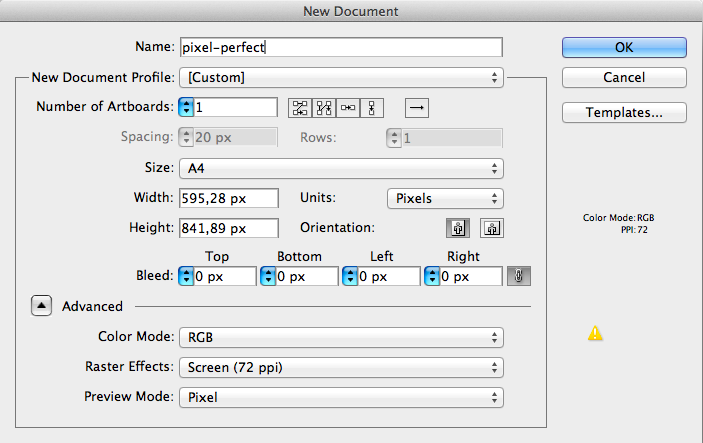 New Document
Name: pixel-perfect
New Document Profile: [Custom]
Number of Artboards: 1
Spacing: 20 px Rows: 1
Size: A4
Width: 595,28 px Units: Pixels
Height: 841,89 px Orientation:
Top Bottom Left Right
Bleed: 0 px 0 px 0 px 0 px
Advanced
Color Mode: RGB
Raster Effects: Screen (72 ppi)
Preview Mode: Pixel
OK
Cancel
Templates...
Color Mode:RGB
PPI:72